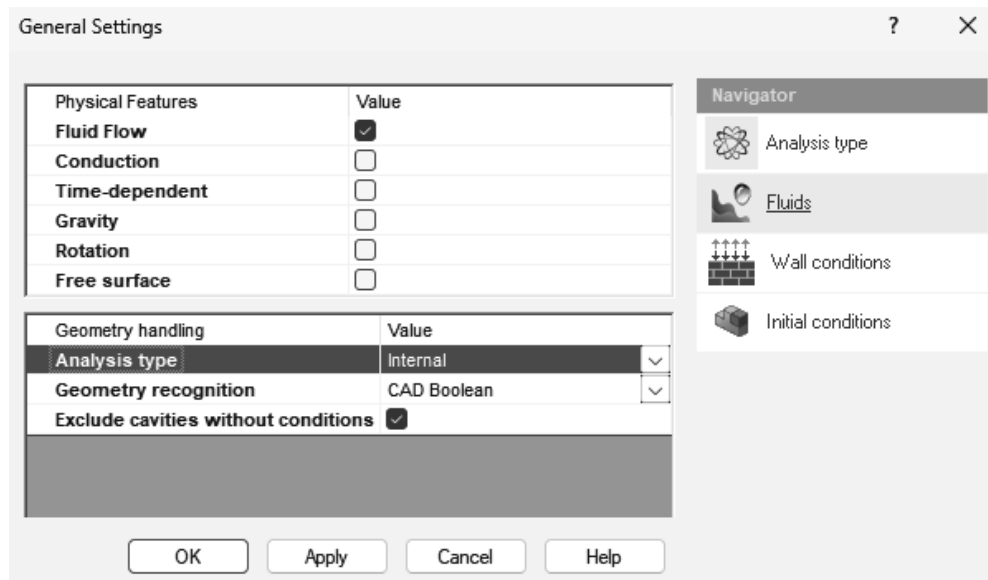 General Settings
?
Physical Features Value
Fluid Flow
Conduction
Time-dependent
Gravity
Rotation
Free surface
Geometry handling Value
Analysis type Internal
Geometry recognition CAD Boolean
Exclude cavities without conditions
OK Apply Cancel Help
Navigator
Analysis type
Fluids
Wall conditions
Initial conditions